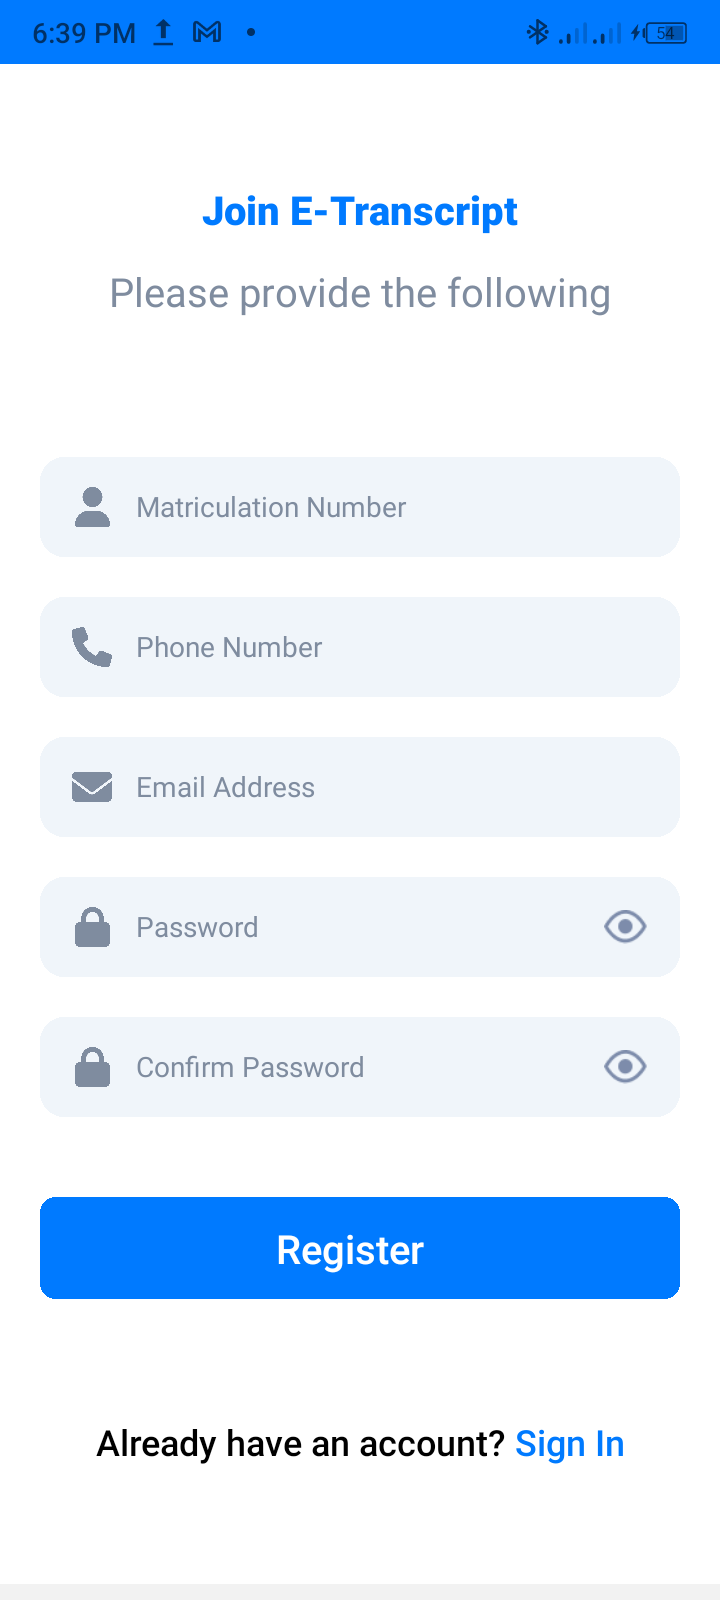 6:39 PM
54
Join E-Transcript
Please provide the following
Matriculation Number
Phone Number
Email Address
Password
Confirm Password
Register
Already have an account? Sign In